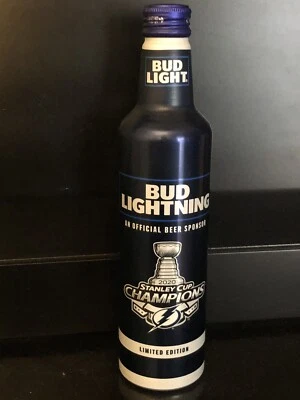 BUD
LIGHT
BUD
LIGHTNING
AN OFFICIAL BEER SPONSOR
2020
STANLEY CUP
CHAMPIONS
LIMITED EDITION